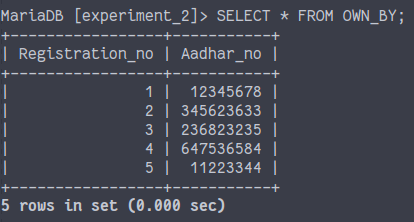 MariaDB [experiment_2]> SELECT * FROM OWN_BY;
+-----------------+-----------+
| Registration_no | Aadhar_no |
+-----------------+-----------+
|               1 |  12345678 |
|               2 | 345623633 |
|               3 | 236823235 |
|               4 | 647536584 |
|               5 |  11223344 |
+-----------------+-----------+
5 rows in set (0.000 sec)